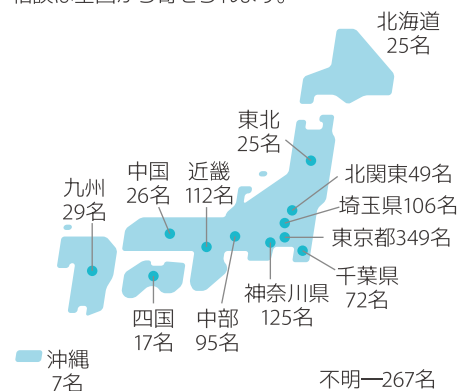 相談は全国から寄せられます。
北海道
25名
東北
25名
北関東49名
埼玉県106名
東京都349名
千葉県
72名
神奈川県
125名
中部
95名
近畿
112名
中国
26名
四国
17名
九州
29名
沖縄
7名
不明―267名